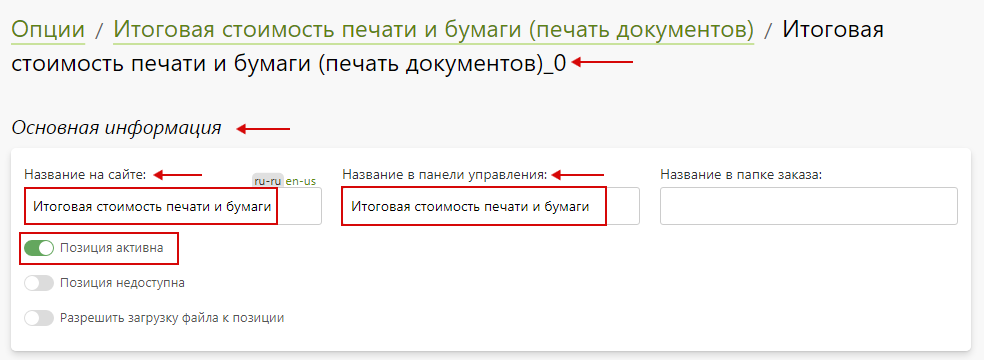 Опции / Итоговая стоимость печати и бумаги (печать документов) / Итоговая
стоимость печати и бумаги (печать документов)_0
Основная информация
Название на сайте: ru-ru en-us Название в панели управления: Название в папке заказа:
Итоговая стоимость печати и бумаги Итоговая стоимость печати и бумаги
Позиция активна
Позиция недоступна
Разрешить загрузку файла к позиции